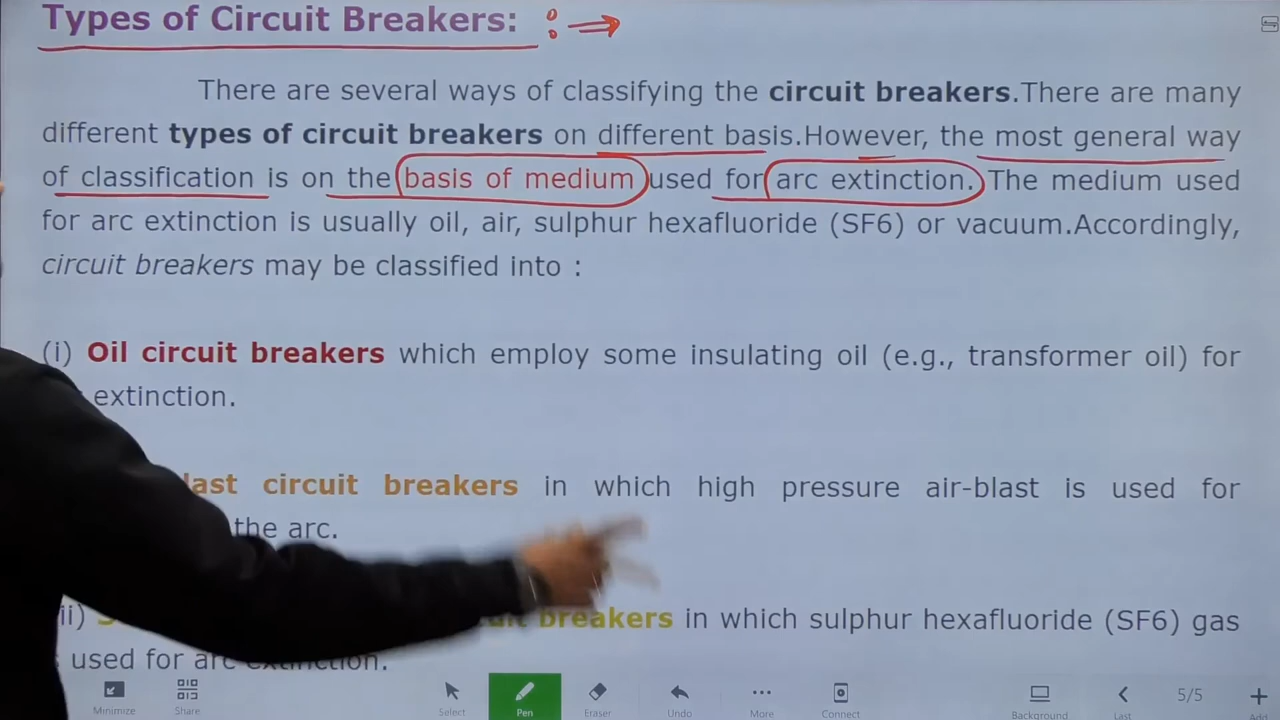 Types of Circuit Breakers:
There are several ways of classifying the circuit breakers.There are many
different types of circuit breakers on different basis.However, the most general way
of classification is on the basis of medium used for arc extinction. The medium used
for arc extinction is usually oil, air, sulphur hexafluoride (SF6) or vacuum.Accordingly,
circuit breakers may be classified into :
(i) Oil circuit breakers which employ some insulating oil (e.g., transformer oil) for
extinction.
circuit breakers in which high pressure air-blast is used for
the arc.
breakers in which sulphur hexafluoride (SF6) gas
used for arc extinction.
Minimize Share Select Pen Eraser Undo More Connect Background Last 5/5 Add